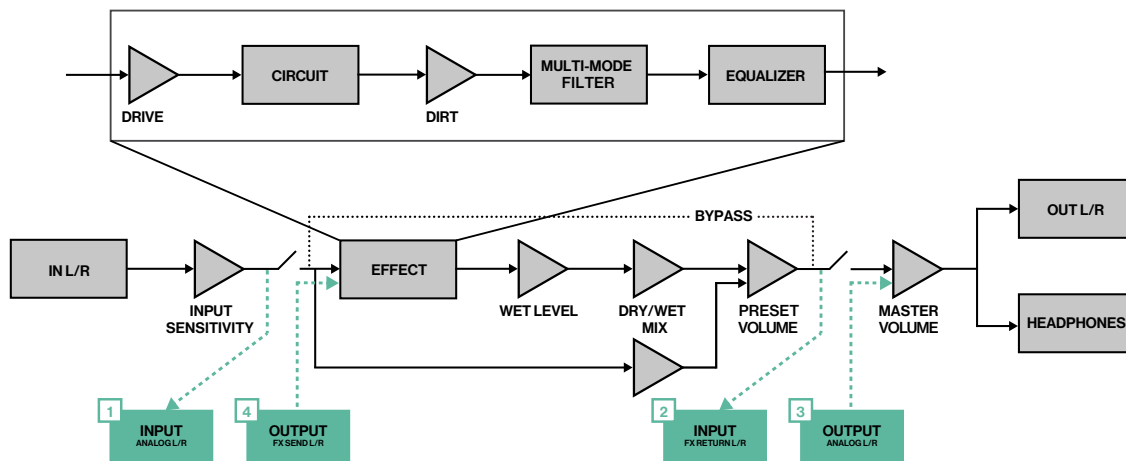 CIRCUIT
MULTI-MODE
FILTER
EQUALIZER
DRIVE
DIRT
BYPASS
IN L/R
EFFECT
OUT L/R
INPUT
SENSITIVITY
WET LEVEL
DRY/WET
MIX
PRESET
VOLUME
MASTER
VOLUME
HEADPHONES
1
INPUT
ANALOG L/R
4
OUTPUT
FX SEND L/R
2
INPUT
FX RETURN L/R
3
OUTPUT
ANALOG L/R